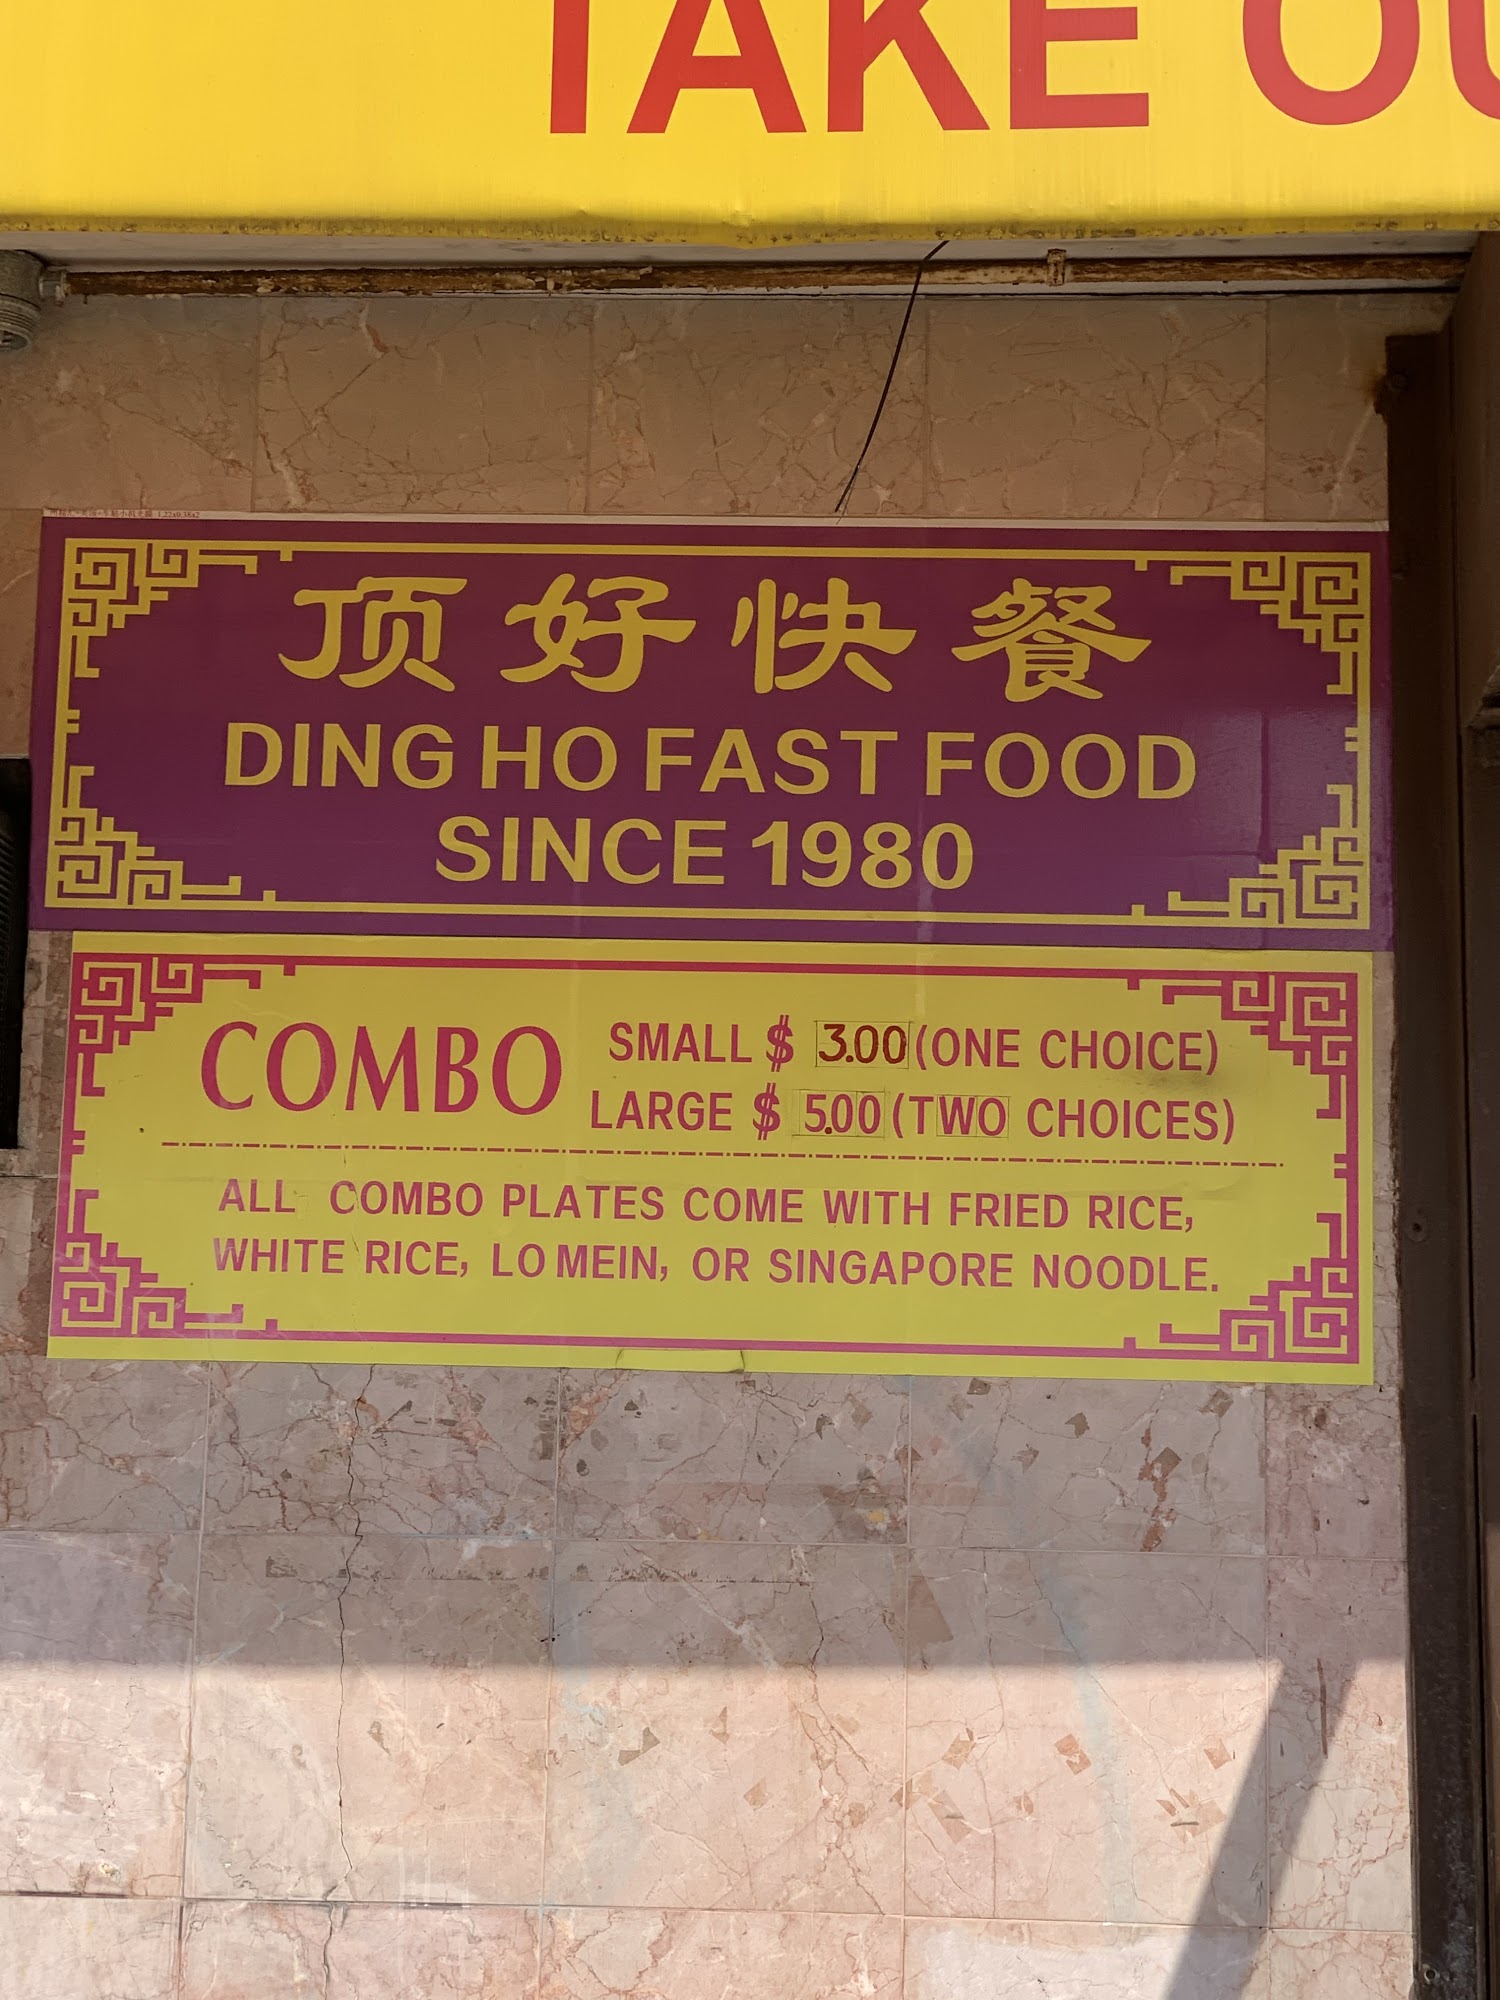 TAKE OU
顶好快餐
DING HO FAST FOOD
SINCE 1980
COMBO
SMALL $ 3.00 (ONE CHOICE)
LARGE $ 5.00 (TWO CHOICES)
ALL COMBO PLATES COME WITH FRIED RICE,
WHITE RICE, LO MEIN, OR SINGAPORE NOODLE.